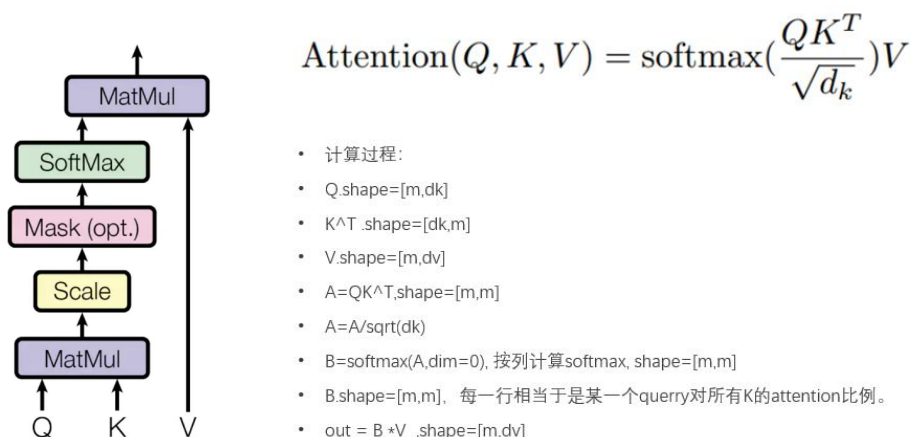 Attention(Q, K, V) = softmax(\frac{QK^T}{\sqrt{d_k}})V
MatMul
SoftMax
Mask (opt.)
Scale
MatMul
Q K V
• 计算过程：
• Q.shape=[m,dk]
• K^T .shape=[dk,m]
• V.shape=[m,dv]
• A=QK^T,shape=[m,m]
• A=A/sqrt(dk)
• B=softmax(A,dim=0), 按列计算softmax, shape=[m,m]
• B.shape=[m,m]，每一行相当于是某一个querry对所有K的attention比例。
• out = B *V ,shape=[m,dv]